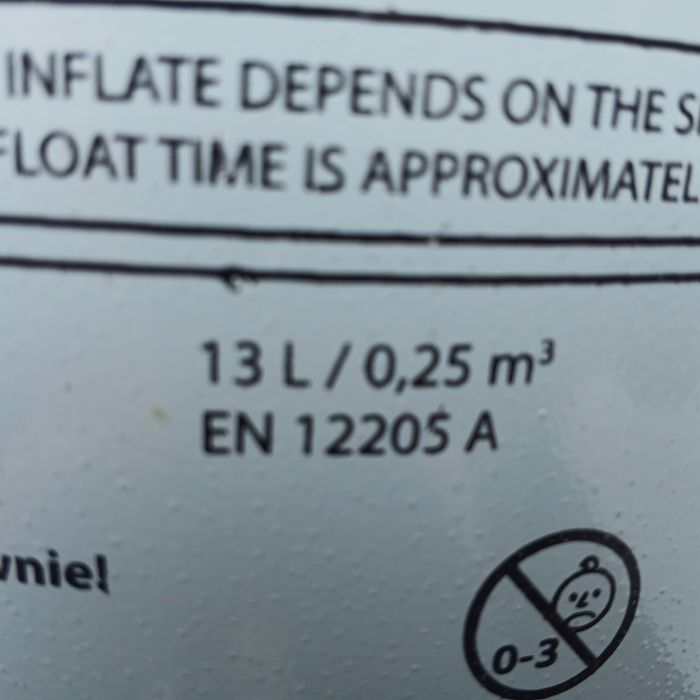 INFLATE DEPENDS ON THE
FLOAT TIME IS APPROXIMATEL
13 L / 0,25 m³
EN 12205 A
wnie!
0-3